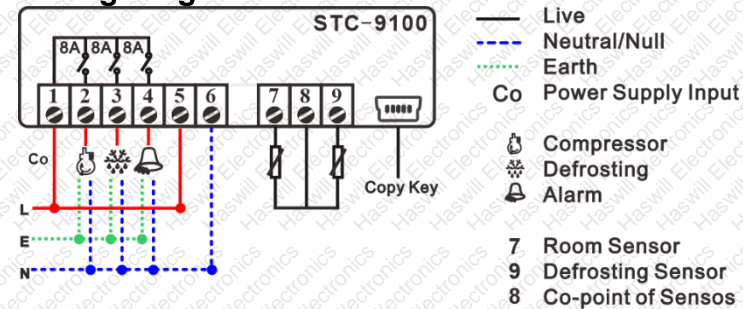 STC-9100
8A 8A 8A
1 2 3 4 5 6 7 8 9
Co
Copy Key
L
E
N
Live
Neutral/Null
Earth
Co Power Supply Input
Compressor
Defrosting
Alarm
7 Room Sensor
9 Defrosting Sensor
8 Co-point of Sensos
Haswill Electronics